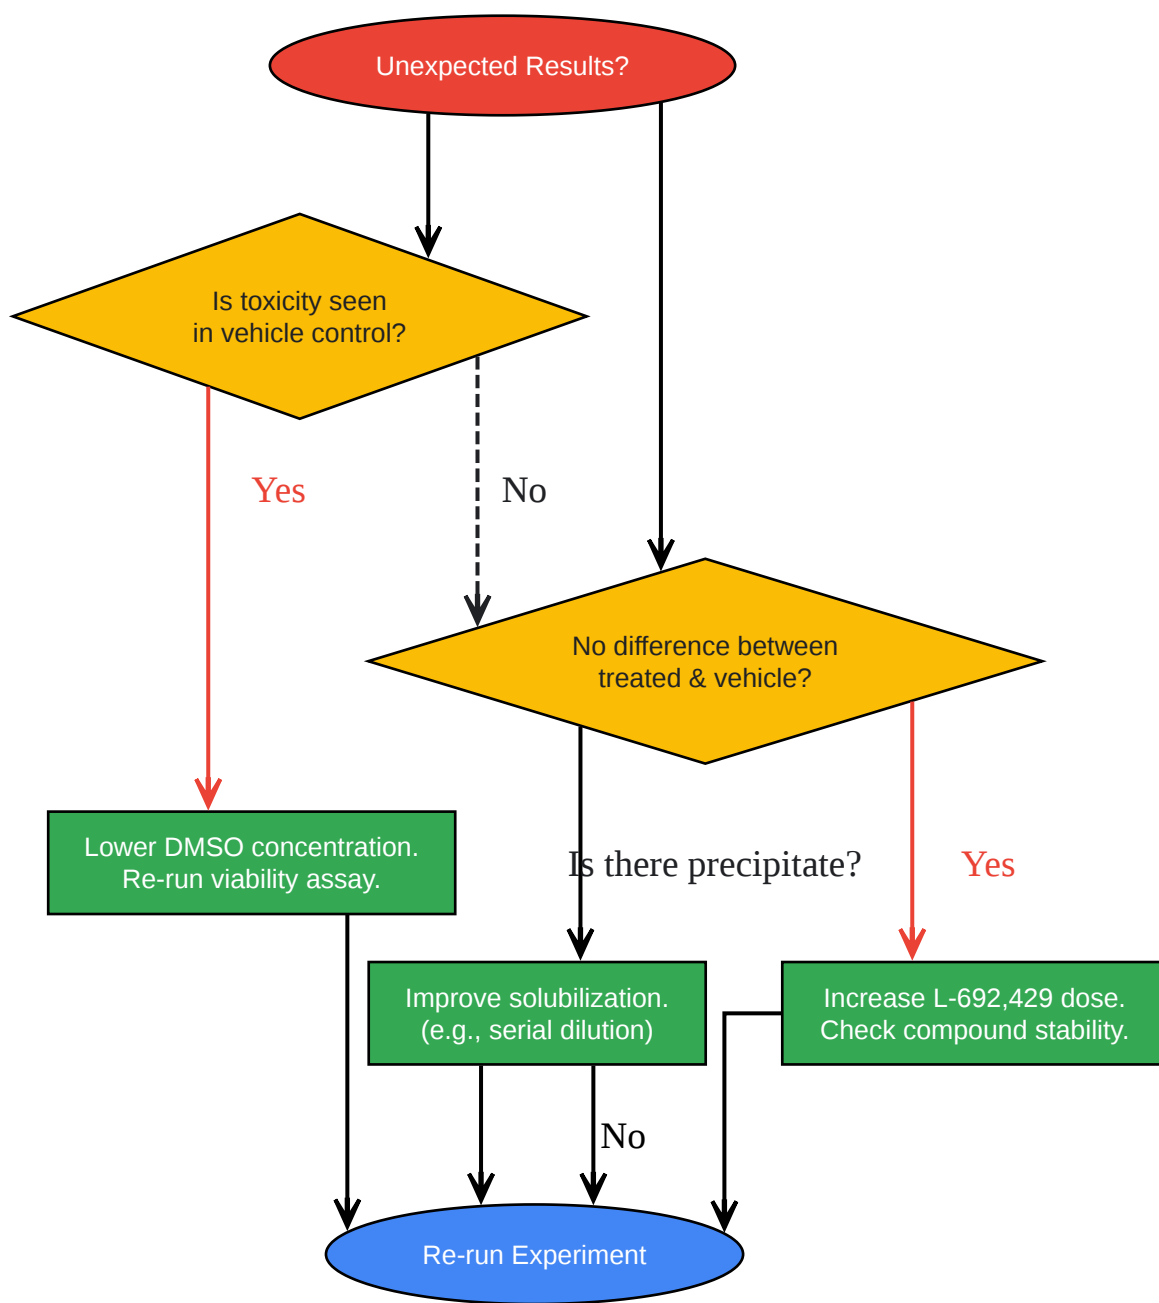 Unexpected Results?
Is toxicity seen
in vehicle control?
Yes
No
No difference between
treated & vehicle?
Lower DMSO concentration.
Re-run viability assay.
Is there precipitate?
Yes
Improve solubilization.
(e.g., serial dilution)
Increase L-692,429 dose.
Check compound stability.
No
Re-run Experiment